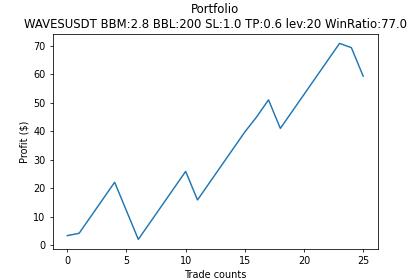 Portfolio
WAVESUSDT BBM:2.8 BBL:200 SL:1.0 TP:0.6 lev:20 WinRatio:77.0
70
60
50
40
30
20
10
0
Profit ($)
0 5 10 15 20 25
Trade counts